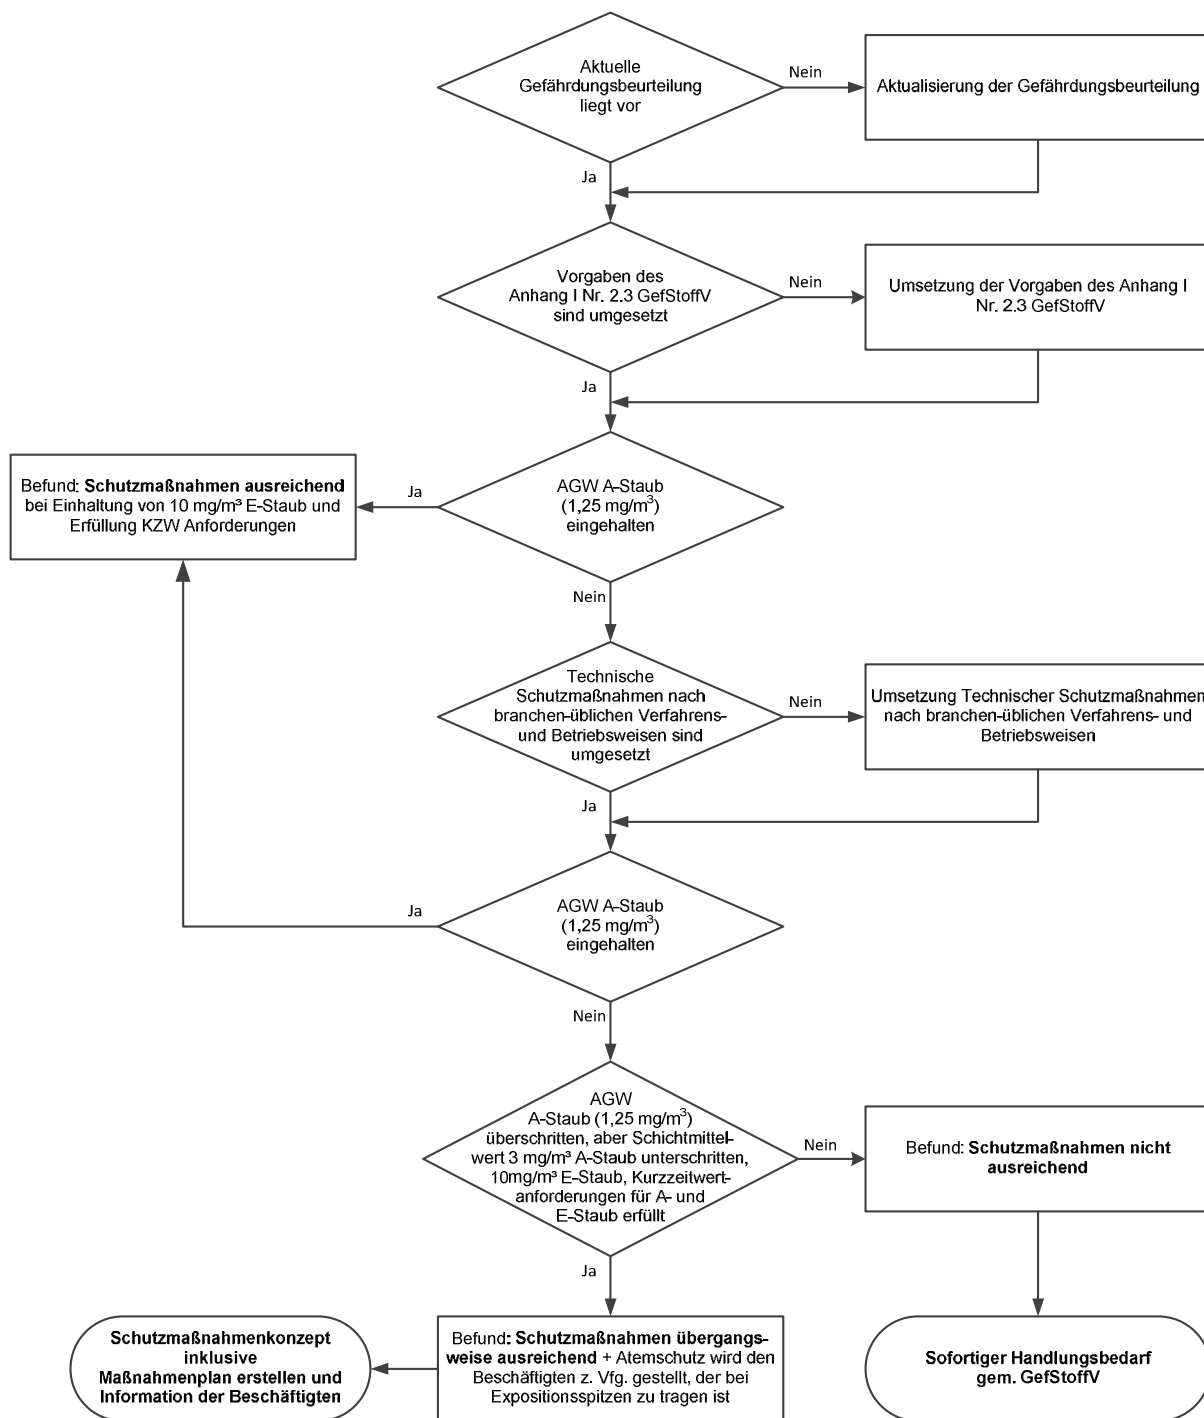 Aktuelle
Gefährdungsbeurteilung
liegt vor
Nein
Aktualisierung der Gefährdungsbeurteilung
Ja
Vorgaben des
Anhang I Nr. 2.3 GefStoffV
sind umgesetzt
Nein
Umsetzung der Vorgaben des Anhang I
Nr. 2.3 GefStoffV
Ja
Befund: Schutzmaßnahmen ausreichend
bei Einhaltung von 10 mg/m³ E-Staub und
Erfüllung KZW Anforderungen
Ja
AGW A-Staub
(1,25 mg/m³)
eingehalten
Nein
Technische
Schutzmaßnahmen nach
branchen-üblichen Verfahrens-
und Betriebsweisen sind
umgesetzt
Nein
Umsetzung Technischer Schutzmaßnahmen
nach branchen-üblichen Verfahrens- und
Betriebsweisen
Ja
Ja
AGW A-Staub
(1,25 mg/m³)
eingehalten
Nein
AGW
A-Staub (1,25 mg/m³)
überschritten, aber Schichtmittel-
wert 3 mg/m³ A-Staub unterschritten,
10mg/m³ E-Staub, Kurzzeitwert-
anforderungen für A- und
E-Staub erfüllt
Nein
Befund: Schutzmaßnahmen nicht
ausreichend
Ja
Schutzmaßnahmenkonzept
inklusive
Maßnahmenplan erstellen und
Information der Beschäftigten
Befund: Schutzmaßnahmen übergangs-
weise ausreichend + Atemschutz wird den
Beschäftigten z. Vfg. gestellt, der bei
Expositionsspitzen zu tragen ist
Sofortiger Handlungsbedarf
gem. GefStoffV